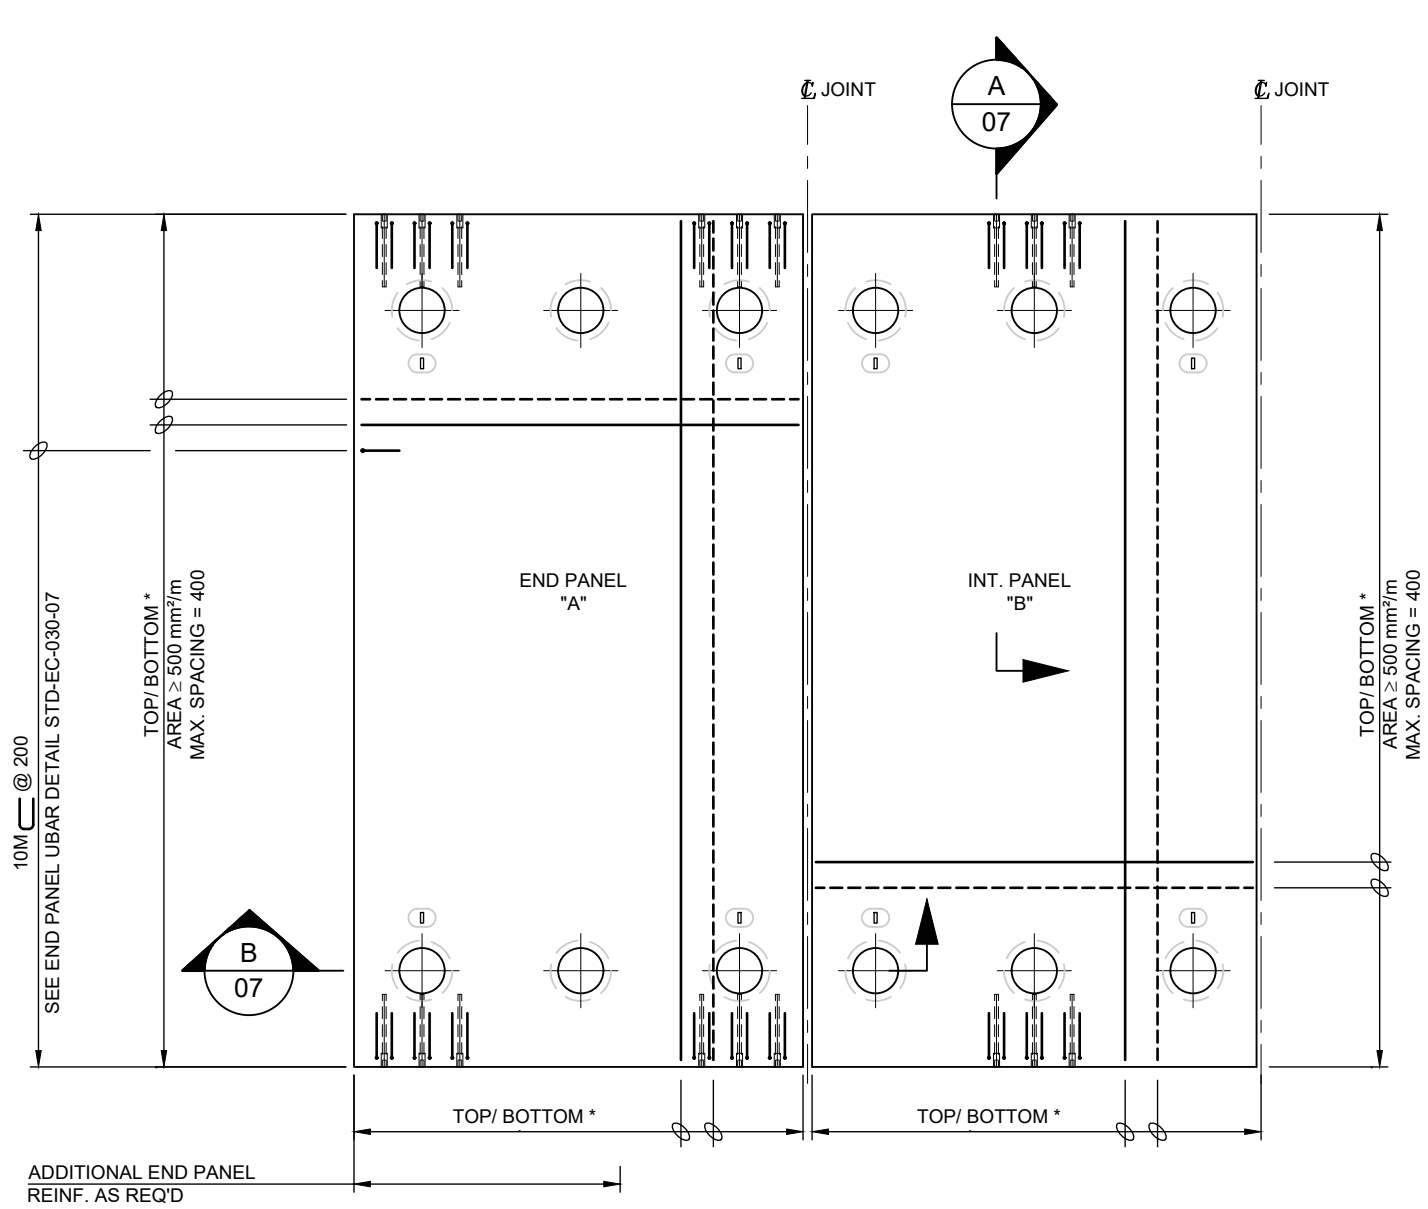 A
07
℄ JOINT
℄ JOINT
END PANEL
"A"
INT. PANEL
"B"
10M @ 200
SEE END PANEL UBAR DETAIL STD-EC-030-07
TOP/ BOTTOM *
AREA ≥ 500 mm²/m
MAX. SPACING = 400
TOP/ BOTTOM *
AREA ≥ 500 mm²/m
MAX. SPACING = 400
B
07
TOP/ BOTTOM *
TOP/ BOTTOM *
ADDITIONAL END PANEL
REINF. AS REQ'D